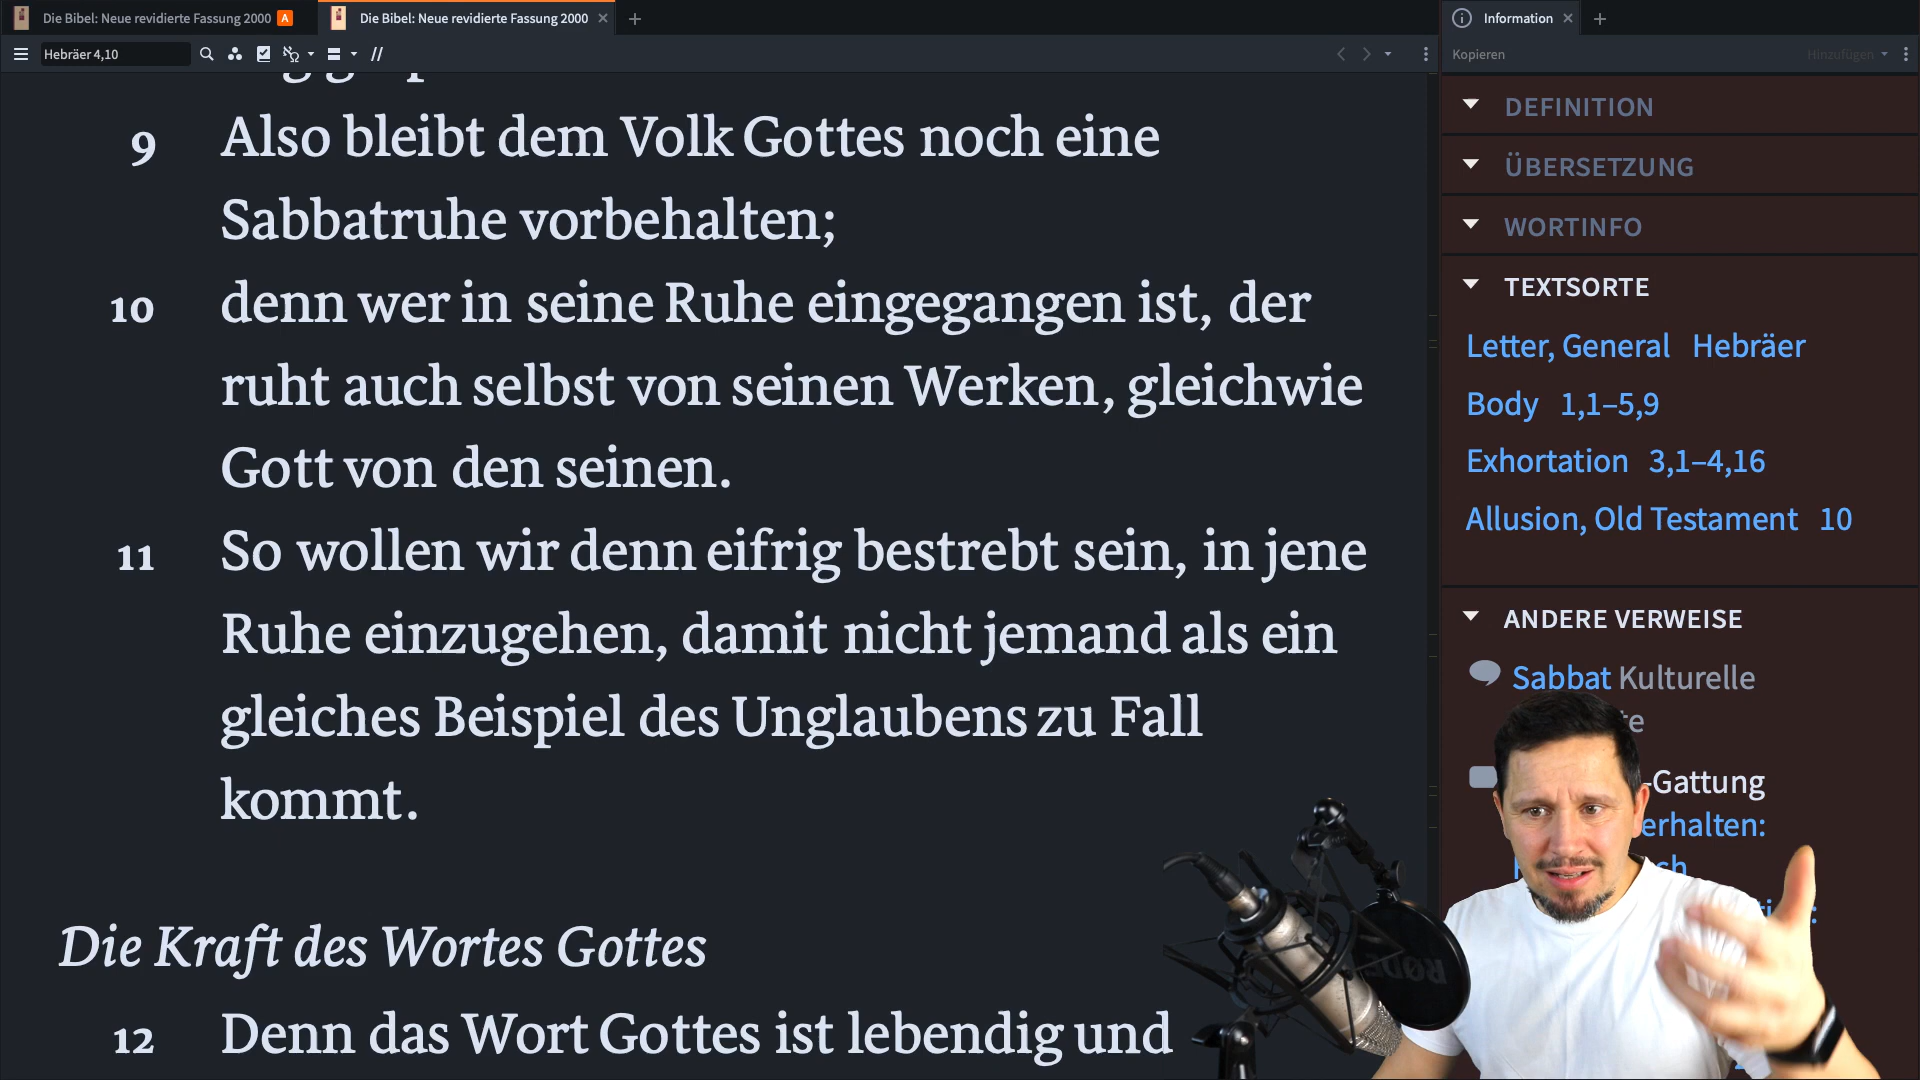 Die Bibel: Neue revidierte Fassung 2000 A
Die Bibel: Neue revidierte Fassung 2000
Information
Hebräer 4,10
Kopieren
Hinzufügen
9 Also bleibt dem Volk Gottes noch eine
Sabbatruhe vorbehalten;
10 denn wer in seine Ruhe eingegangen ist, der
ruht auch selbst von seinen Werken, gleichwie
Gott von den seinen.
11 So wollen wir denn eifrig bestrebt sein, in jene
Ruhe einzugehen, damit nicht jemand als ein
gleiches Beispiel des Unglaubens zu Fall
kommt.
Die Kraft des Wortes Gottes
12 Denn das Wort Gottes ist lebendig und
DEFINITION
ÜBERSETZUNG
WORTINFO
TEXTSORTE
Letter, General Hebräer
Body 1,1–5,9
Exhortation 3,1–4,16
Allusion, Old Testament 10
ANDERE VERWEISE
Sabbat Kulturelle
-Gattung
erhalten:
RØDE